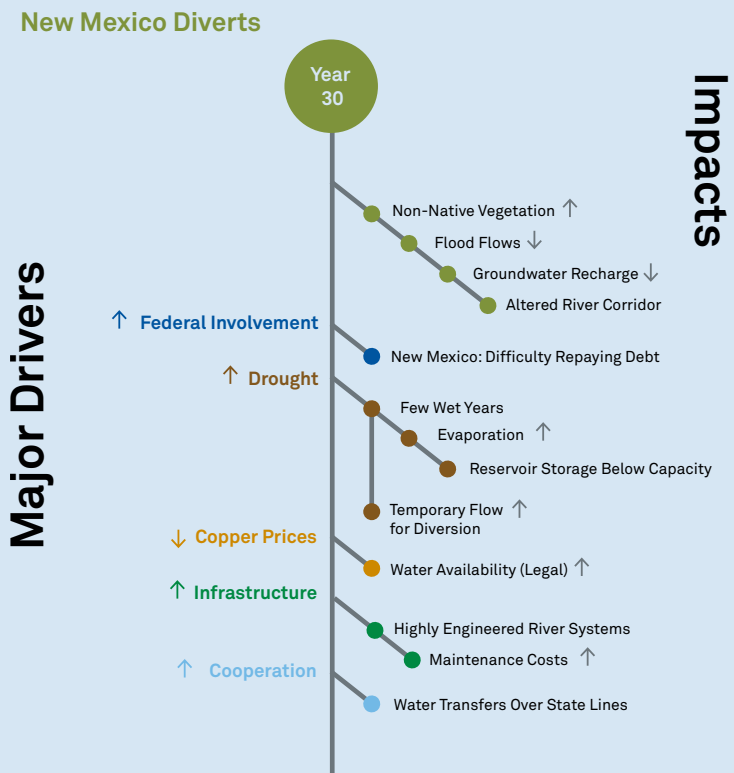 New Mexico Diverts
Year
30
Impacts
Major Drivers
Non-Native Vegetation ↑
Flood Flows ↓
Groundwater Recharge ↓
Altered River Corridor
↑ Federal Involvement
New Mexico: Difficulty Repaying Debt
↑ Drought
Few Wet Years
Evaporation ↑
Reservoir Storage Below Capacity
Temporary Flow ↑
for Diversion
↓ Copper Prices
Water Availability (Legal) ↑
↑ Infrastructure
Highly Engineered River Systems
Maintenance Costs ↑
↑ Cooperation
Water Transfers Over State Lines